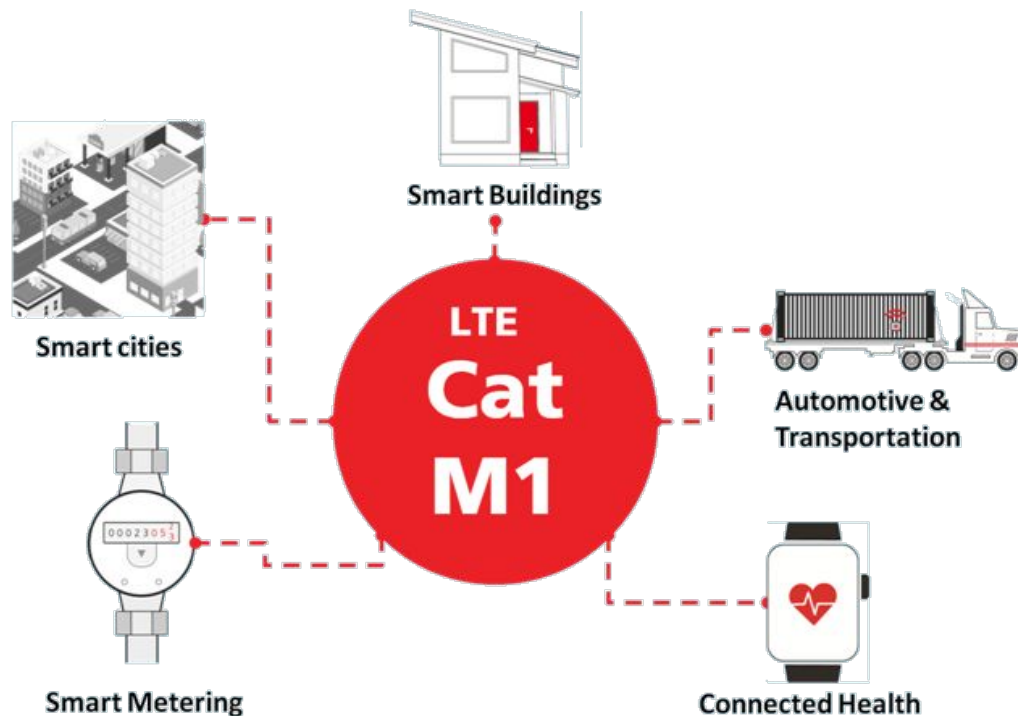 Smart Buildings
LTE
Cat
M1
Smart cities
Automotive &
Transportation
Smart Metering
Connected Health